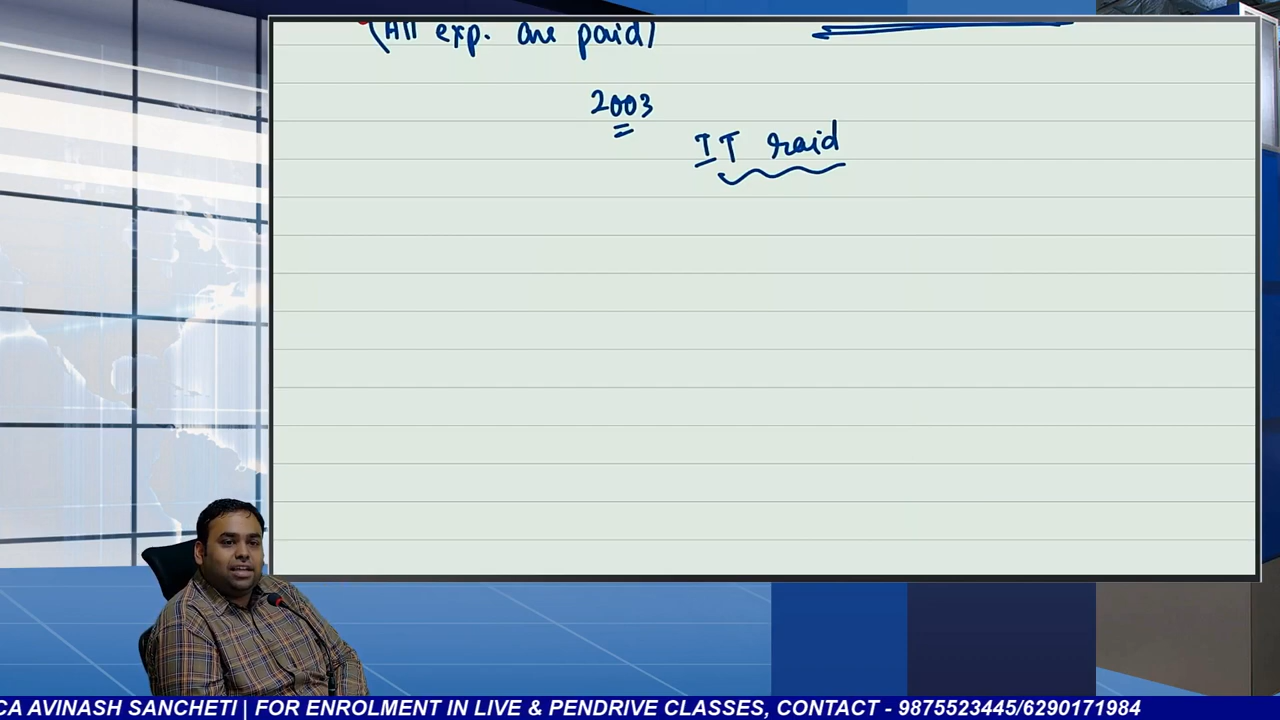 (All exp. are paid)
2003
IT raid
CA AVINASH SANCHETI | FOR ENROLMENT IN LIVE & PENDRIVE CLASSES, CONTACT - 9875523445/6290171984